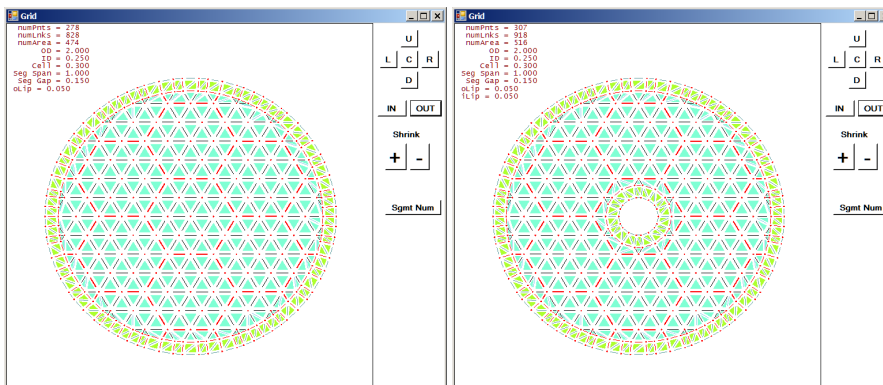 Grid
numPnts = 278
numLnks = 828
numArea = 474
OD = 2.000
ID = 0.250
Cell = 0.300
Seg Span = 1.000
Seg Gap = 0.150
oLip = 0.050
U
L C R
D
IN OUT
Shrink
+ -
Sgmt Num
Grid
numPnts = 307
numLnks = 918
numArea = 516
OD = 2.000
ID = 0.250
Cell = 0.300
Seg Span = 1.000
Seg Gap = 0.150
oLip = 0.050
iLip = 0.050
U
L C R
D
IN OUT
Shrink
+ -
Sgmt Num